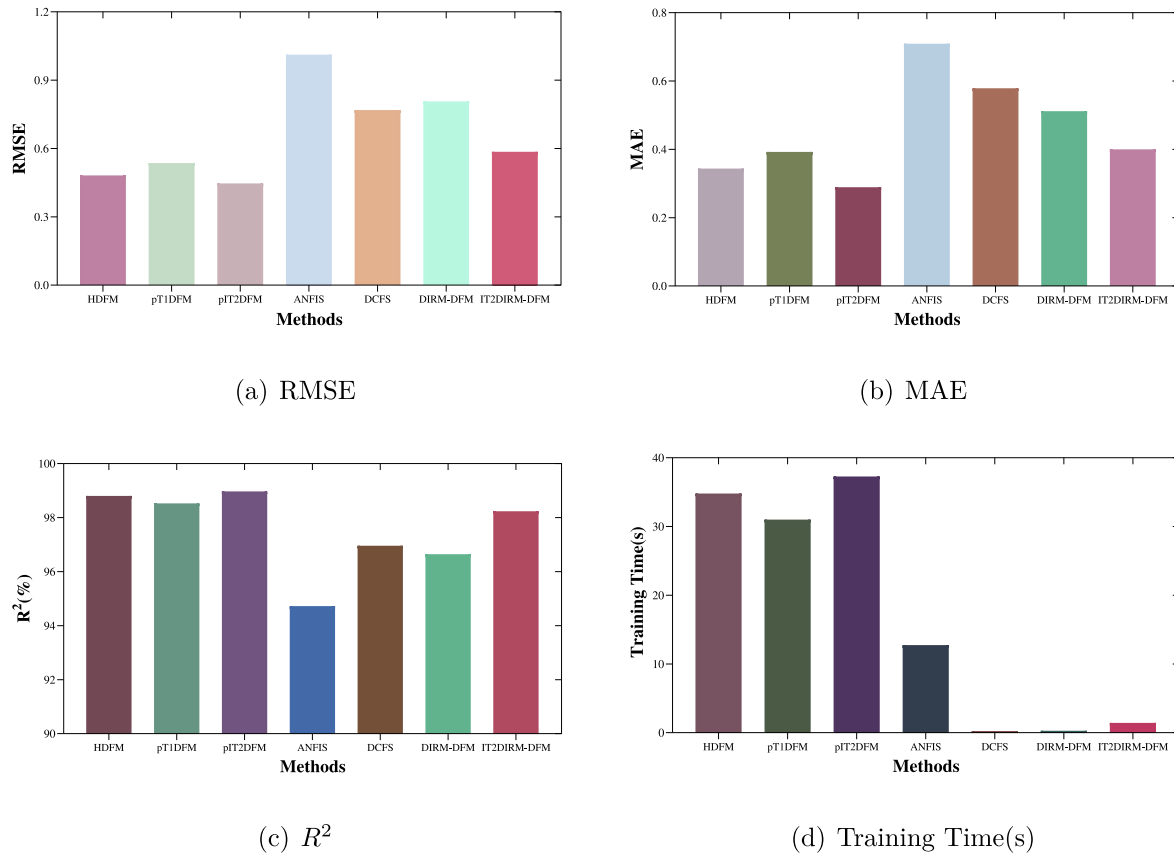 1.2
0.9
0.6
0.3
0.0
RMSE
HDFM pT1DFM pIT2DFM ANFIS DCFS DIRM-DFM IT2DIRM-DFM
Methods
(a) RMSE
0.8
0.6
0.4
0.2
0.0
MAE
HDFM pT1DFM pIT2DFM ANFIS DCFS DIRM-DFM IT2DIRM-DFM
Methods
(b) MAE
100
98
96
94
92
90
R²(%)
HDFM pT1DFM pIT2DFM ANFIS DCFS DIRM-DFM IT2DIRM-DFM
Methods
(c) R²
40
30
20
10
0
Training Time(s)
HDFM pT1DFM pIT2DFM ANFIS DCFS DIRM-DFM IT2DIRM-DFM
Methods
(d) Training Time(s)